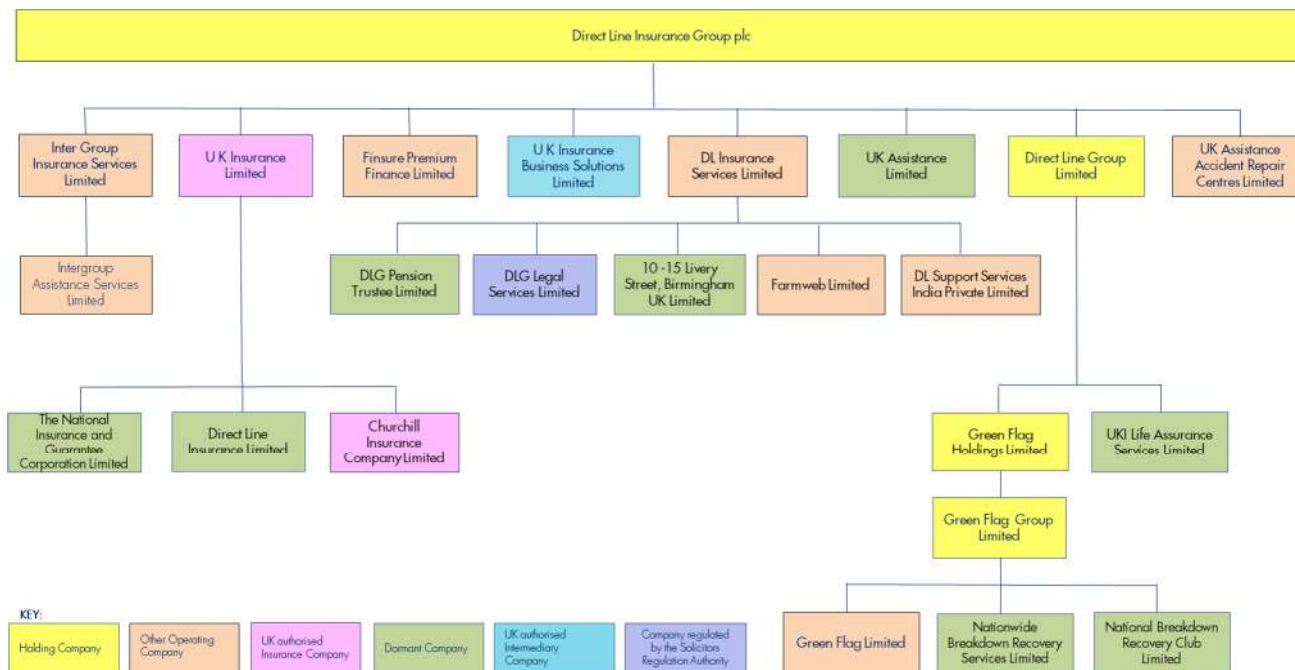 Direct Line Insurance Group plc
Inter Group
Insurance Services
Limited
U K Insurance
Limited
Finsure Premium
Finance Limited
U K Insurance
Business Solutions
Limited
DL Insurance
Services Limited
UK Assistance
Limited
Direct Line Group
Limited
UK Assistance
Accident Repair
Centres Limited
Intergroup
Assistance Services
Limited
DLG Pension
Trustee Limited
DLG Legal
Services Limited
10 -15 Livery
Street, Birmingham
UK Limited
Farmweb Limited
DL Support Services
India Private Limited
The National
Insurance and
Guarantee
Corporation Limited
Direct Line
Insurance Limited
Churchill
Insurance
Company Limited
Green Flag
Holdings Limited
UKI Life Assurance
Services Limited
Green Flag Group
Limited
Green Flag Limited
Nationwide
Breakdown Recovery
Services Limited
National Breakdown
Recovery Club
Limited
KEY:
Holding Company
Other Operating
Company
UK authorised
Insurance Company
Dormant Company
UK authorised
Intermediary
Company
Company regulated
by the Solicitors
Regulation Authority